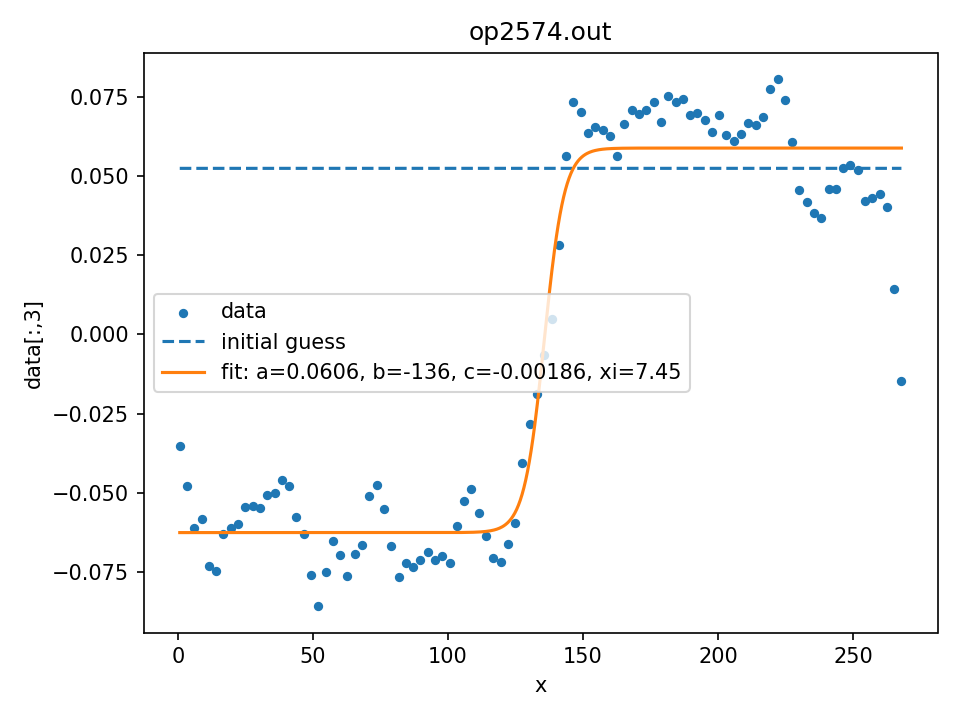 op2574.out
0.075
0.050
0.025
0.000
−0.025
−0.050
−0.075
data[:,3]
data
initial guess
fit: a=0.0606, b=-136, c=-0.00186, xi=7.45
0 50 100 150 200 250
x